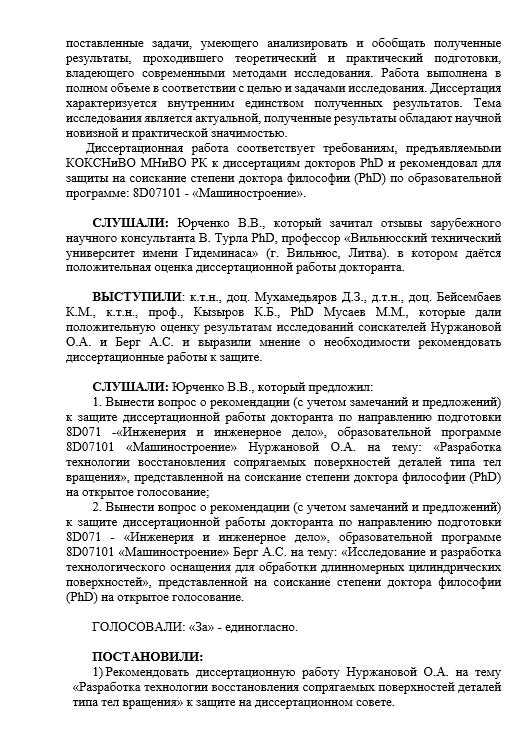 поставленные задачи, умеющего анализировать и обобщать полученные
результаты, проходившего теоретический и практический подготовки,
владеющего современными методами исследования. Работа выполнена в
полном объеме в соответствии с целью и задачами исследования. Диссертация
характеризуется внутренним единством полученных результатов. Тема
исследования является актуальной, полученные результаты обладают научной
новизной и практической значимостью.
Диссертационная работа соответствует требованиям, предъявляемыми
КОКСНиВО МНиВО РК к диссертациям докторов PhD и рекомендовал для
защиты на соискание степени доктора философии (PhD) по образовательной
программе: 8D07101 - «Машиностроение».
СЛУШАЛИ: Юрченко В.В., который зачитал отзывы зарубежного
научного консультанта В. Турла PhD, профессор «Вильнюсский технический
университет имени Гидеминаса» (г. Вильнюс, Литва). в котором даётся
положительная оценка диссертационной работы докторанта.
ВЫСТУПИЛИ: к.т.н., доц. Мухамедьяров Д.З., д.т.н., доц. Бейсембаев
К.М., к.т.н., проф., Кызыров К.Б., PhD Мусаев М.М., которые дали
положительную оценку результатам исследований соискателей Нуржановой
О.А. и Берг А.С. и выразили мнение о необходимости рекомендовать
диссертационные работы к защите.
СЛУШАЛИ: Юрченко В.В., который предложил:
1. Вынести вопрос о рекомендации (с учетом замечаний и предложений)
к защите диссертационной работы докторанта по направлению подготовки
8D071 -«Инженерия и инженерное дело», образовательной программе
8D07101 «Машиностроение» Нуржановой О.А. на тему: «Разработка
технологии восстановления сопрягаемых поверхностей деталей типа тел
вращения», представленной на соискание степени доктора философии (PhD)
на открытое голосование;
2. Вынести вопрос о рекомендации (с учетом замечаний и предложений)
к защите диссертационной работы докторанта по направлению подготовки
8D071 - «Инженерия и инженерное дело», образовательной программе
8D07101 «Машиностроение» Берг А.С. на тему: «Исследование и разработка
технологического оснащения для обработки длинномерных цилиндрических
поверхностей», представленной на соискание степени доктора философии
(PhD) на открытое голосование.
ГОЛОСОВАЛИ: «За» - единогласно.
ПОСТАНОВИЛИ:
1) Рекомендовать диссертационную работу Нуржановой О.А. на тему
«Разработка технологии восстановления сопрягаемых поверхностей деталей
типа тел вращения» к защите на диссертационном совете.